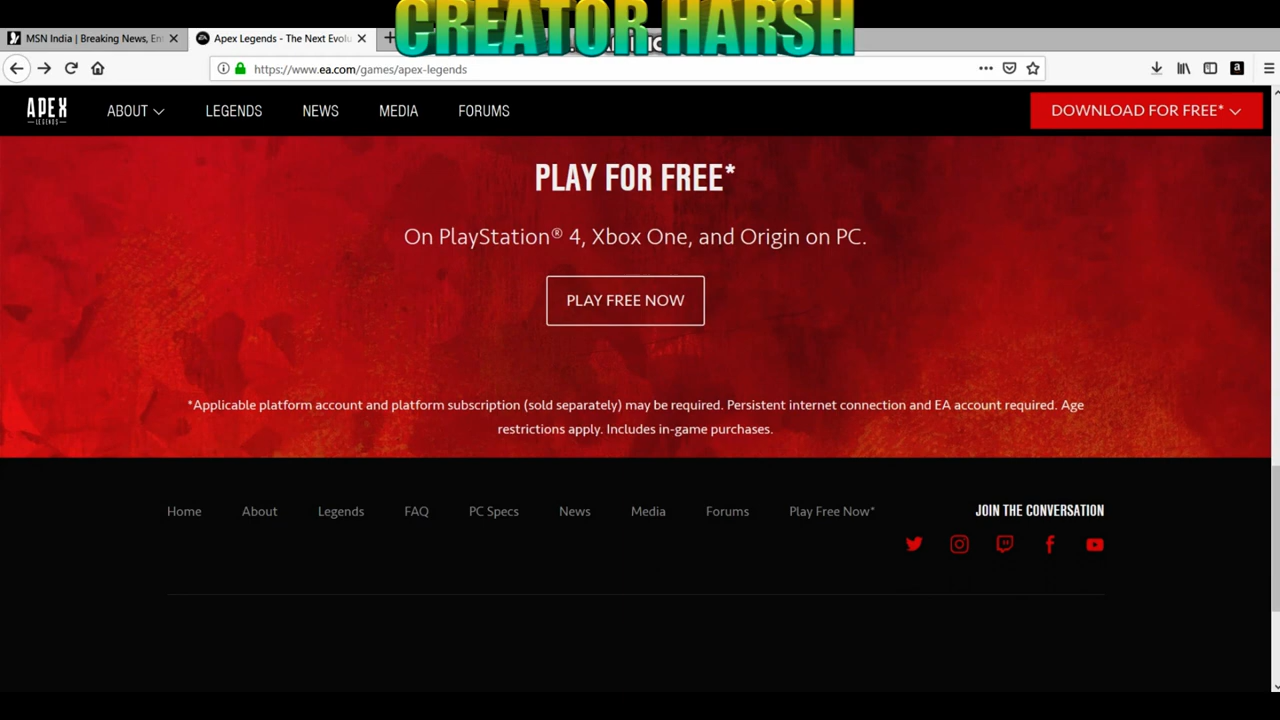 CREATOR HARSH
MSN India | Breaking News, Ent
Apex Legends - The Next Evolu
https://www.ea.com/games/apex-legends
APEX
LEGENDS
ABOUT
LEGENDS
NEWS
MEDIA
FORUMS
DOWNLOAD FOR FREE*
PLAY FOR FREE*
On PlayStation® 4, Xbox One, and Origin on PC.
PLAY FREE NOW
*Applicable platform account and platform subscription (sold separately) may be required. Persistent internet connection and EA account required. Age
restrictions apply. Includes in-game purchases.
Home
About
Legends
FAQ
PC Specs
News
Media
Forums
Play Free Now*
JOIN THE CONVERSATION